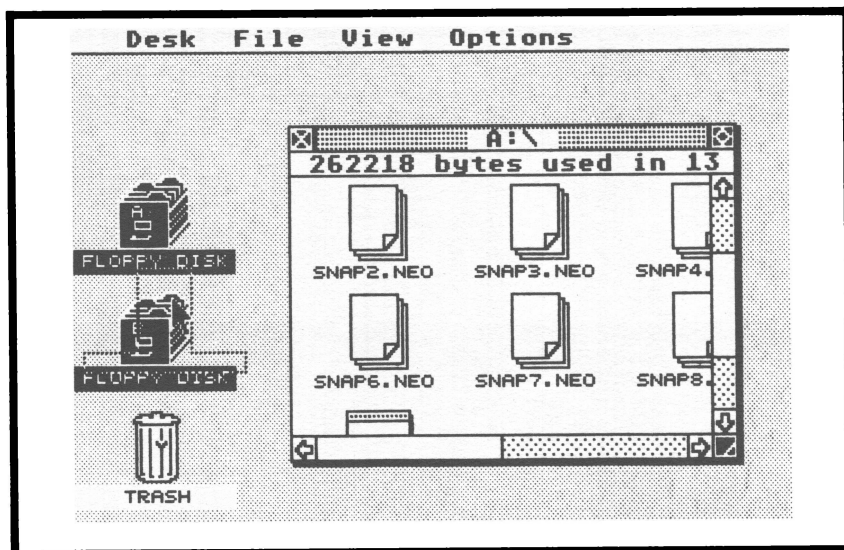 Desk File View Options
A:\
262218 bytes used in 13
A
FLOPPY DISK
SNAP2.NEO SNAP3.NEO SNAP4.
B
FLOPPY DISK
SNAP6.NEO SNAP7.NEO SNAP8.
TRASH